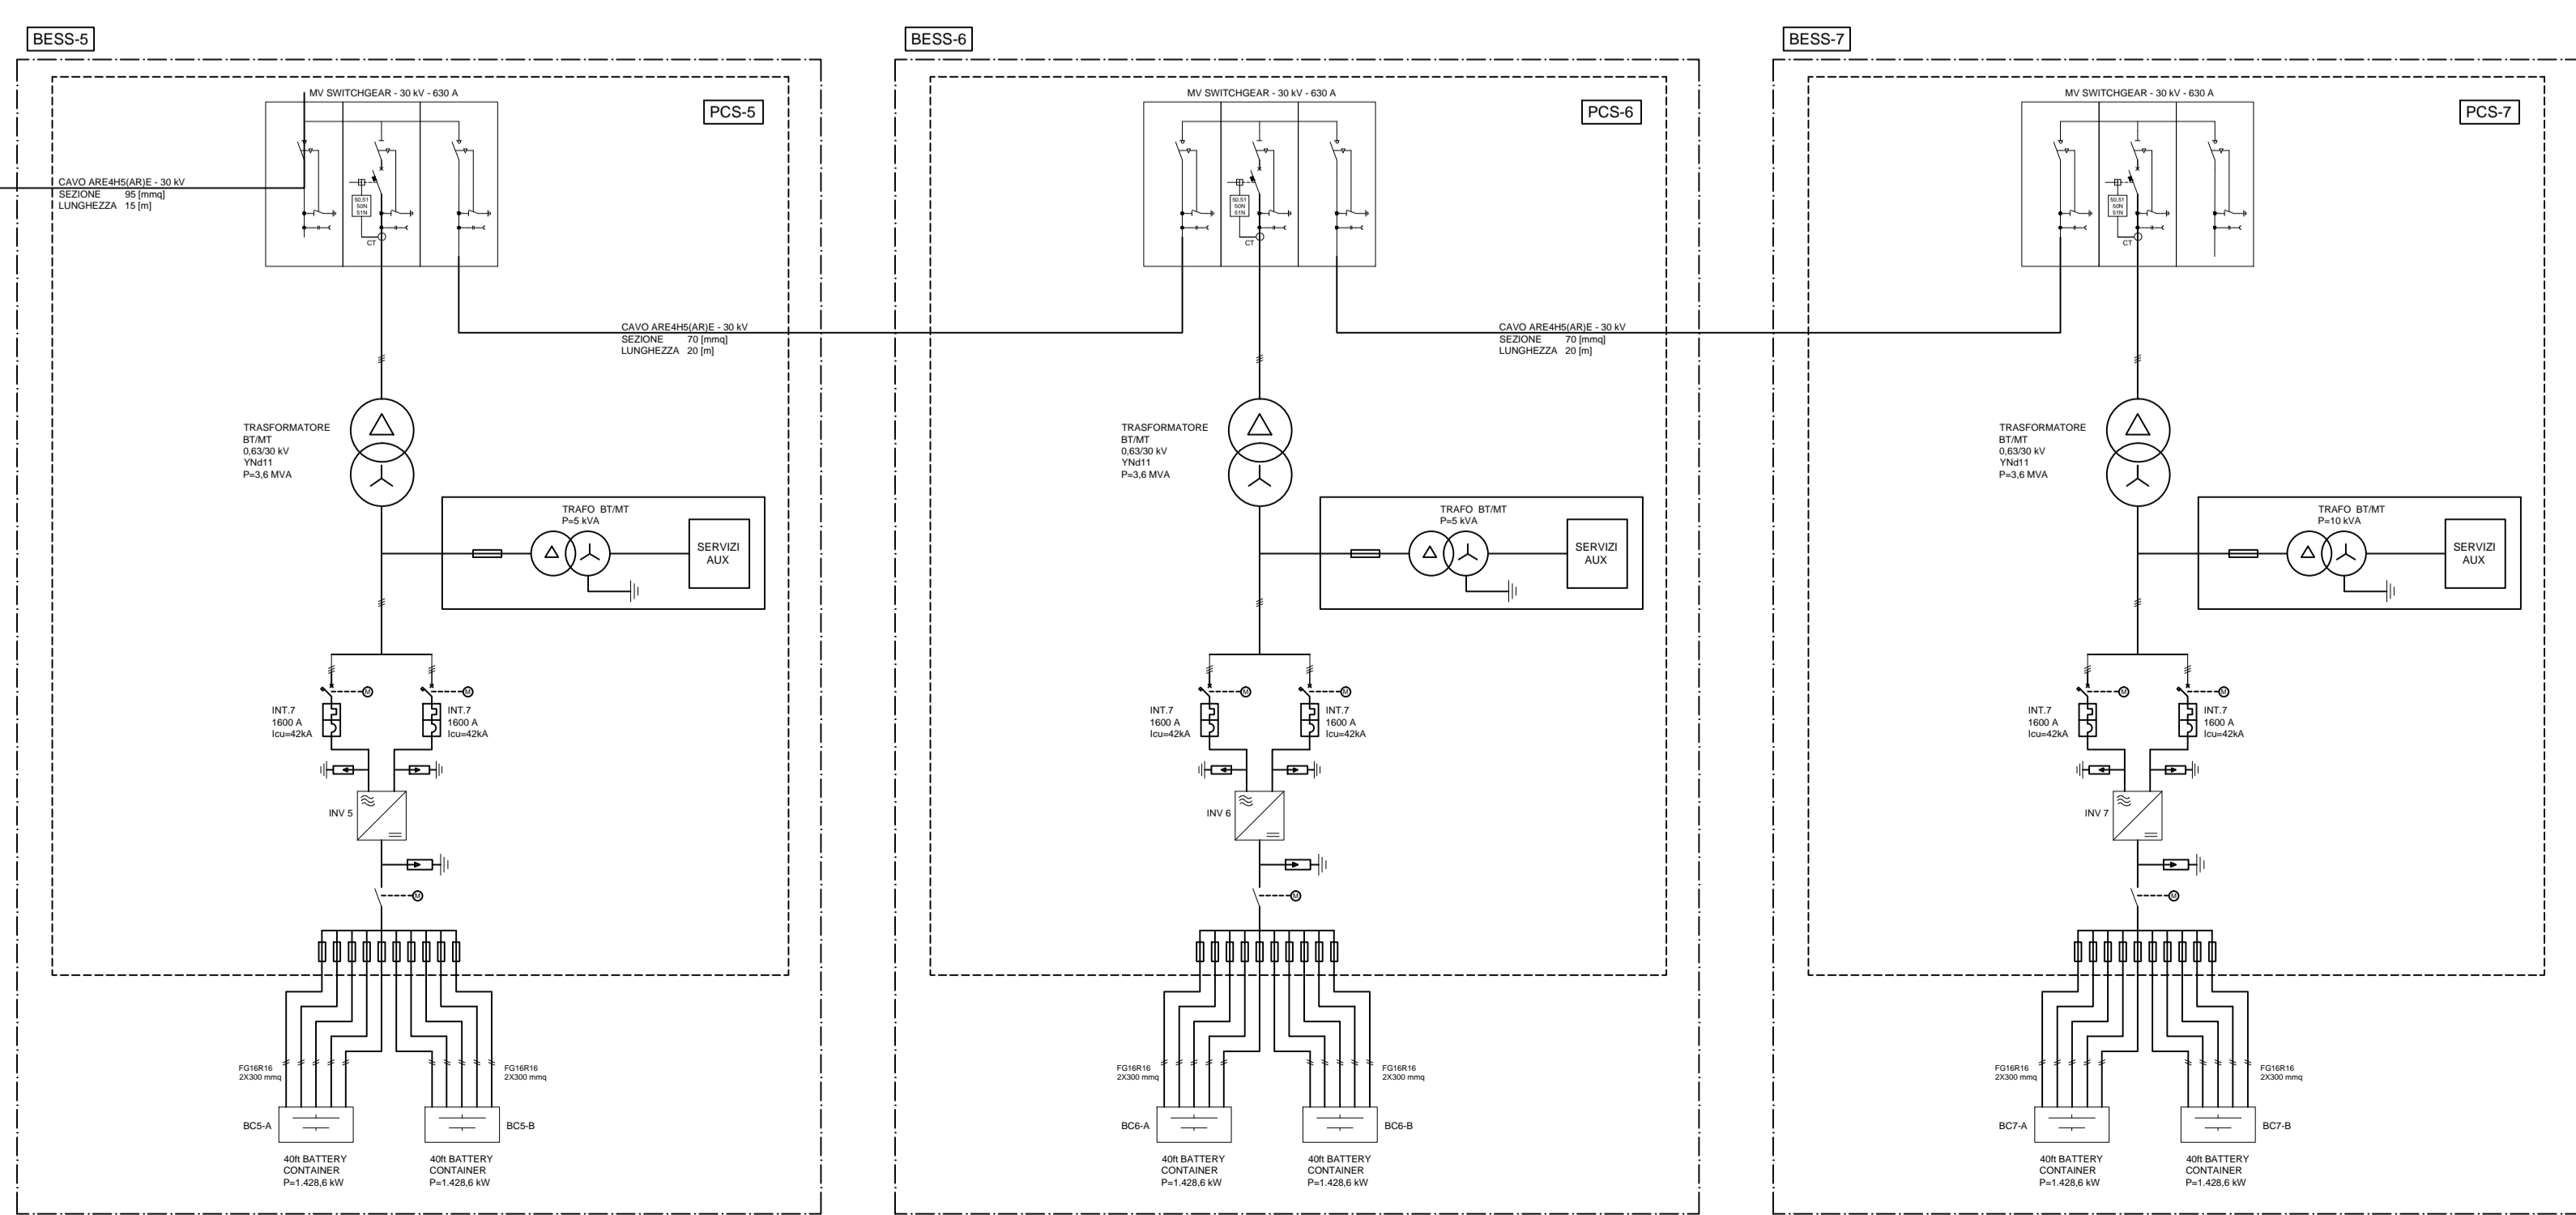 BESS-5
MV SWITCHGEAR - 30 kV - 630 A
PCS-5
CAVO ARE4H5(AR)E - 30 kV
SEZIONE 95 [mmq]
LUNGHEZZA 15 [m]
50,51
50N
51N
CT
CAVO ARE4H5(AR)E - 30 kV
SEZIONE 70 [mmq]
LUNGHEZZA 20 [m]
TRASFORMATORE
BT/MT
0,63/30 kV
YNd11
P=3,6 MVA
TRAFO BT/MT
P=5 kVA
SERVIZI
AUX
M
M
INT.7
1600 A
Icu=42kA
INT.7
1600 A
Icu=42kA
INV 5
M
FG16R16
2X300 mmq
FG16R16
2X300 mmq
BC5-A
BC5-B
40ft BATTERY
CONTAINER
P=1.428,6 kW
40ft BATTERY
CONTAINER
P=1.428,6 kW
BESS-6
MV SWITCHGEAR - 30 kV - 630 A
PCS-6
50,51
50N
51N
CT
CAVO ARE4H5(AR)E - 30 kV
SEZIONE 70 [mmq]
LUNGHEZZA 20 [m]
TRASFORMATORE
BT/MT
0,63/30 kV
YNd11
P=3,6 MVA
TRAFO BT/MT
P=5 kVA
SERVIZI
AUX
M
M
INT.7
1600 A
Icu=42kA
INT.7
1600 A
Icu=42kA
INV 6
M
FG16R16
2X300 mmq
FG16R16
2X300 mmq
BC6-A
BC6-B
40ft BATTERY
CONTAINER
P=1.428,6 kW
40ft BATTERY
CONTAINER
P=1.428,6 kW
BESS-7
MV SWITCHGEAR - 30 kV - 630 A
PCS-7
50,51
50N
51N
CT
TRASFORMATORE
BT/MT
0,63/30 kV
YNd11
P=3,6 MVA
TRAFO BT/MT
P=10 kVA
SERVIZI
AUX
M
M
INT.7
1600 A
Icu=42kA
INT.7
1600 A
Icu=42kA
INV 7
M
FG16R16
2X300 mmq
FG16R16
2X300 mmq
BC7-A
BC7-B
40ft BATTERY
CONTAINER
P=1.428,6 kW
40ft BATTERY
CONTAINER
P=1.428,6 kW